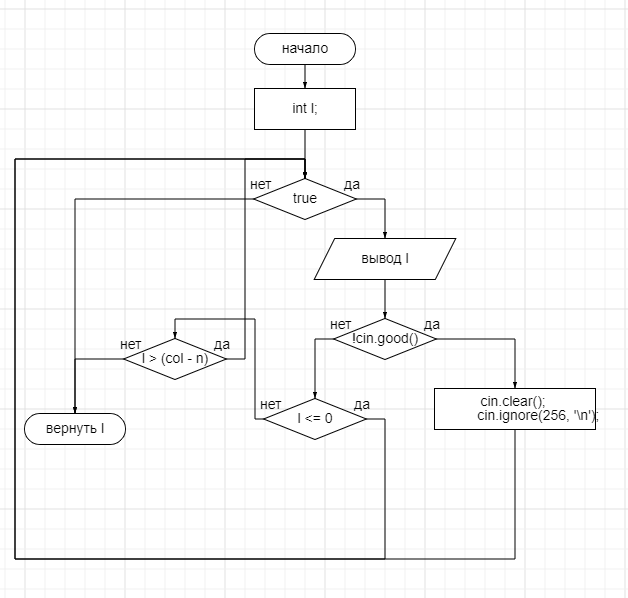 начало
int l;
нет
да
true
вывод l
нет
да
!cin.good()
нет
да
l > (col - n)
cin.clear();
cin.ignore(256, '\n');
нет
да
l <= 0
вернуть l